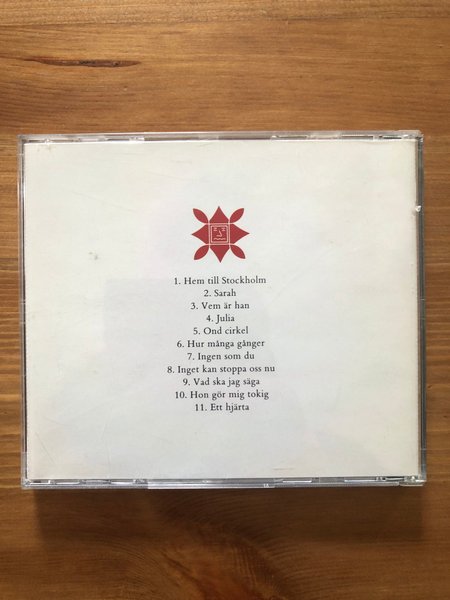 1. Hem till Stockholm
2. Sarah
3. Vem är han
4. Julia
5. Ond cirkel
6. Hur många gånger
7. Ingen som du
8. Inget kan stoppa oss nu
9. Vad ska jag säga
10. Hon gör mig tokig
11. Ett hjärta